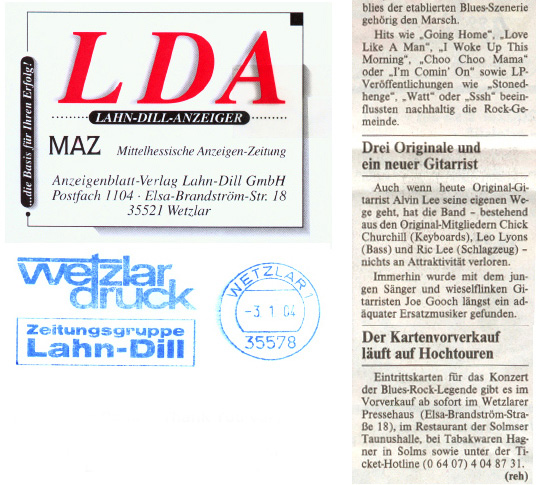 LDA
LAHN-DILL-ANZEIGER
...die Basis für Ihren Erfolg!
MAZ Mittelhessische Anzeigen-Zeitung
Anzeigenblatt-Verlag Lahn-Dill GmbH
Postfach 1104 · Elsa-Brandström-Str. 18
35521 Wetzlar
wetzlar
druck
Zeitungsgruppe
Lahn-Dill
WETZLAR 1
-3. 1. 04
35578
blies der etablierten Blues-Szenerie
gehörig den Marsch.
Hits wie „Going Home“, „Love
Like A Man“, „I Woke Up This
Morning“, „Choo Choo Mama“
oder „I'm Comin' On“ sowie LP-
Veröffentlichungen wie „Stoned-
henge“, „Watt“ oder „Sssh“ beein-
flussten nachhaltig die Rock-Ge-
meinde.
Drei Originale und
ein neuer Gitarrist
Auch wenn heute Original-Gi-
tarrist Alvin Lee seine eigenen We-
ge geht, hat die Band – bestehend
aus den Original-Mitgliedern Chick
Churchill (Keyboards), Leo Lyons
(Bass) und Ric Lee (Schlagzeug) –
nichts an Attraktivität verloren.
Immerhin wurde mit dem jun-
gen Sänger und wieselflinken Gi-
tarristen Joe Gooch längst ein ad-
äquater Ersatzmusiker gefunden.
Der Kartenvorverkauf
läuft auf Hochtouren
Eintrittskarten für das Konzert
der Blues-Rock-Legende gibt es im
Vorverkauf ab sofort im Wetzlarer
Pressehaus (Elsa-Brandström-Stra-
ße 18), im Restaurant der Solmser
Taunushalle, bei Tabakwaren Hag-
ner in Solms sowie unter der Ti-
cket-Hotline (0 64 07) 4 04 87 31.
(reh)